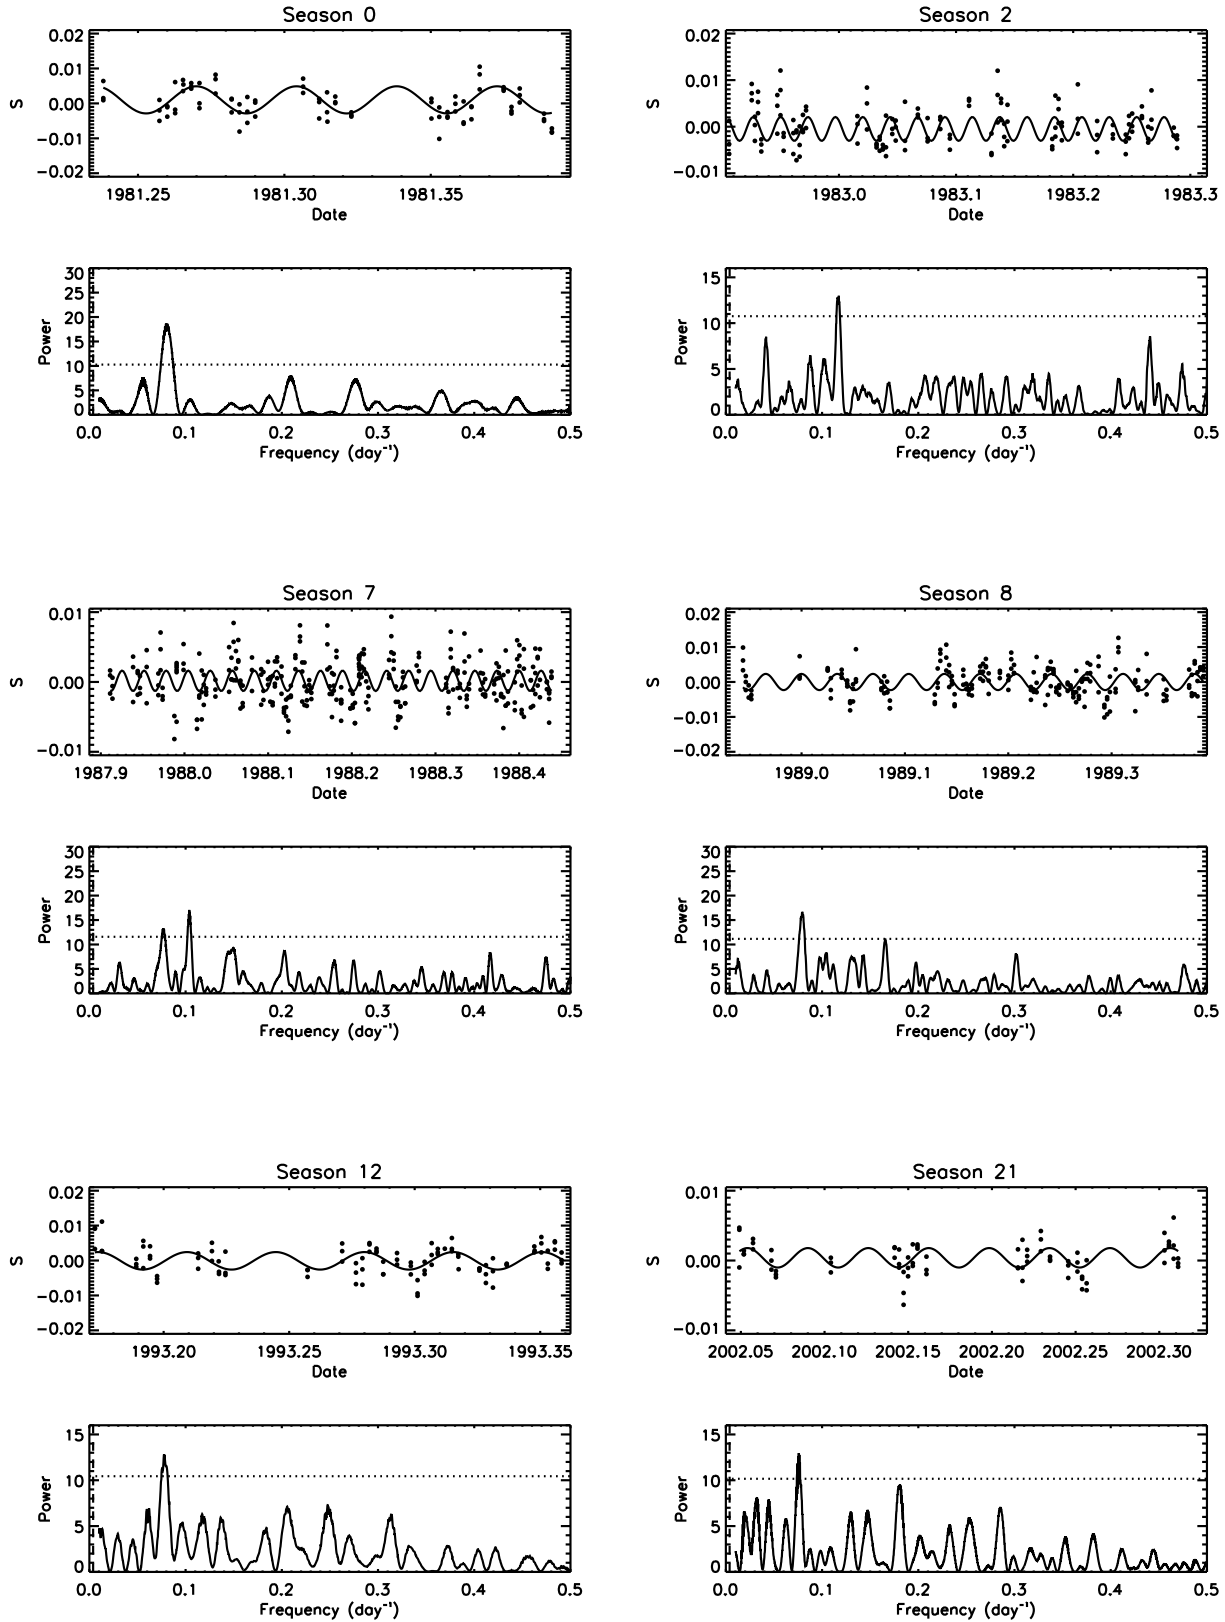 Season 0
0.02
0.01
0.00
-0.01
-0.02
S
1981.25 1981.30 1981.35
Date
30
25
20
15
10
5
0
Power
0.0 0.1 0.2 0.3 0.4 0.5
Frequency (day⁻¹)
Season 2
0.02
0.01
0.00
-0.01
S
1983.0 1983.1 1983.2 1983.3
Date
15
10
5
0
Power
0.0 0.1 0.2 0.3 0.4 0.5
Frequency (day⁻¹)
Season 7
0.01
0.00
-0.01
S
1987.9 1988.0 1988.1 1988.2 1988.3 1988.4
Date
30
25
20
15
10
5
0
Power
0.0 0.1 0.2 0.3 0.4 0.5
Frequency (day⁻¹)
Season 8
0.02
0.01
0.00
-0.01
-0.02
S
1989.0 1989.1 1989.2 1989.3
Date
30
25
20
15
10
5
0
Power
0.0 0.1 0.2 0.3 0.4 0.5
Frequency (day⁻¹)
Season 12
0.02
0.01
0.00
-0.01
-0.02
S
1993.20 1993.25 1993.30 1993.35
Date
15
10
5
0
Power
0.0 0.1 0.2 0.3 0.4 0.5
Frequency (day⁻¹)
Season 21
0.01
0.00
-0.01
S
2002.05 2002.10 2002.15 2002.20 2002.25 2002.30
Date
15
10
5
0
Power
0.0 0.1 0.2 0.3 0.4 0.5
Frequency (day⁻¹)